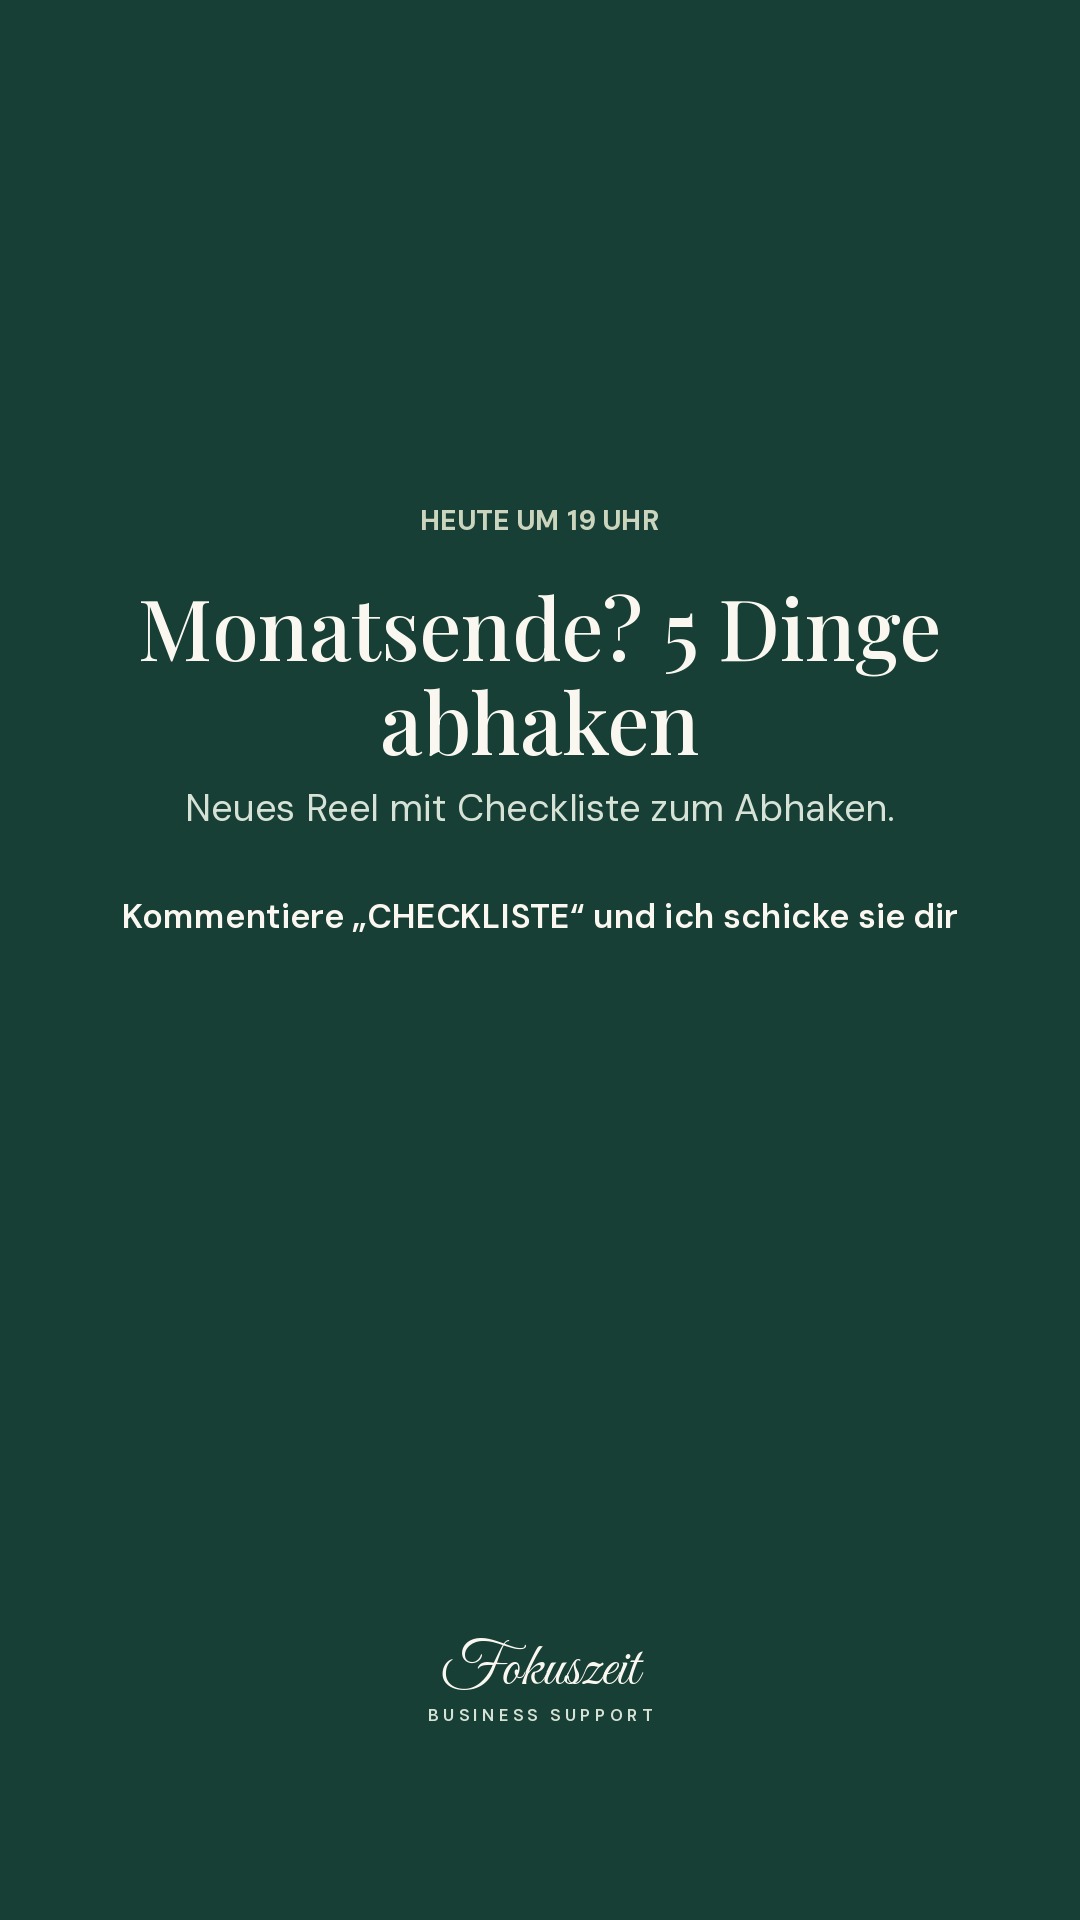 HEUTE UM 19 UHR
Monatsende? 5 Dinge
abhaken
Neues Reel mit Checkliste zum Abhaken.
Kommentiere „CHECKLISTE“ und ich schicke sie dir
Fokuszeit
BUSINESS SUPPORT